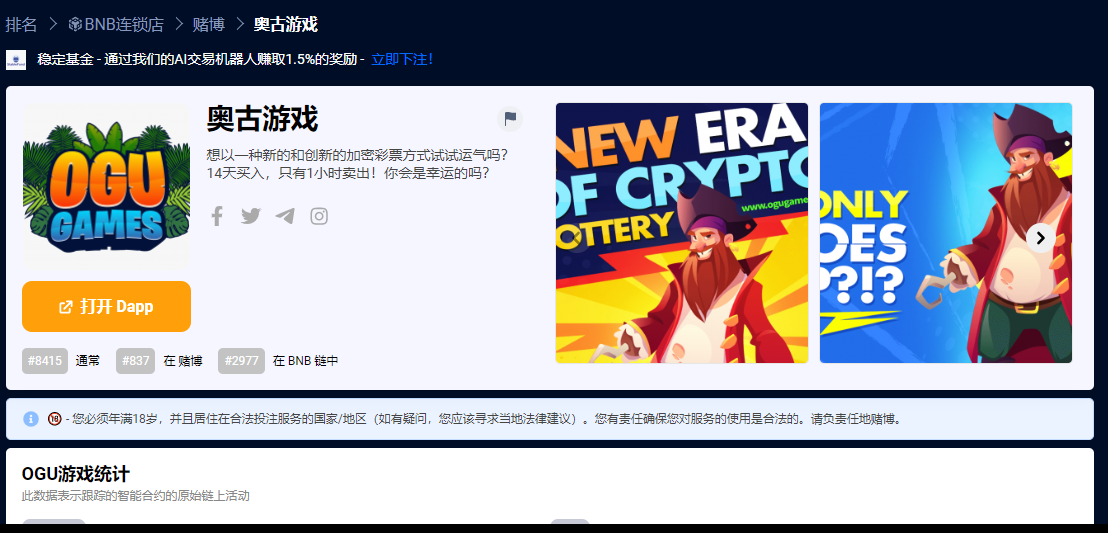 排名 > BNB连锁店 > 赌博 > 奥古游戏
稳定基金 - 通过我们的AI交易机器人赚取1.5%的奖励 - 立即下注！
OGU
GAMES
奥古游戏
想以一种新的和创新的加密彩票方式试试运气吗？
14天买入，只有1小时卖出！你会是幸运的吗？
打开 Dapp
#8415 通常 #837 在 赌博 #2977 在 BNB 链中
NEW ERA
OF CRYPTO
LOTTERY
www.ogugame
ONLY
OES
??!?
🔞 - 您必须年满18岁，并且居住在合法投注服务的国家/地区（如有疑问，您应该寻求当地法律建议）。您有责任确保您对服务的使用是合法的。请负责任地赌博。
OGU游戏统计
此数据表示跟踪的智能合约的原始链上活动